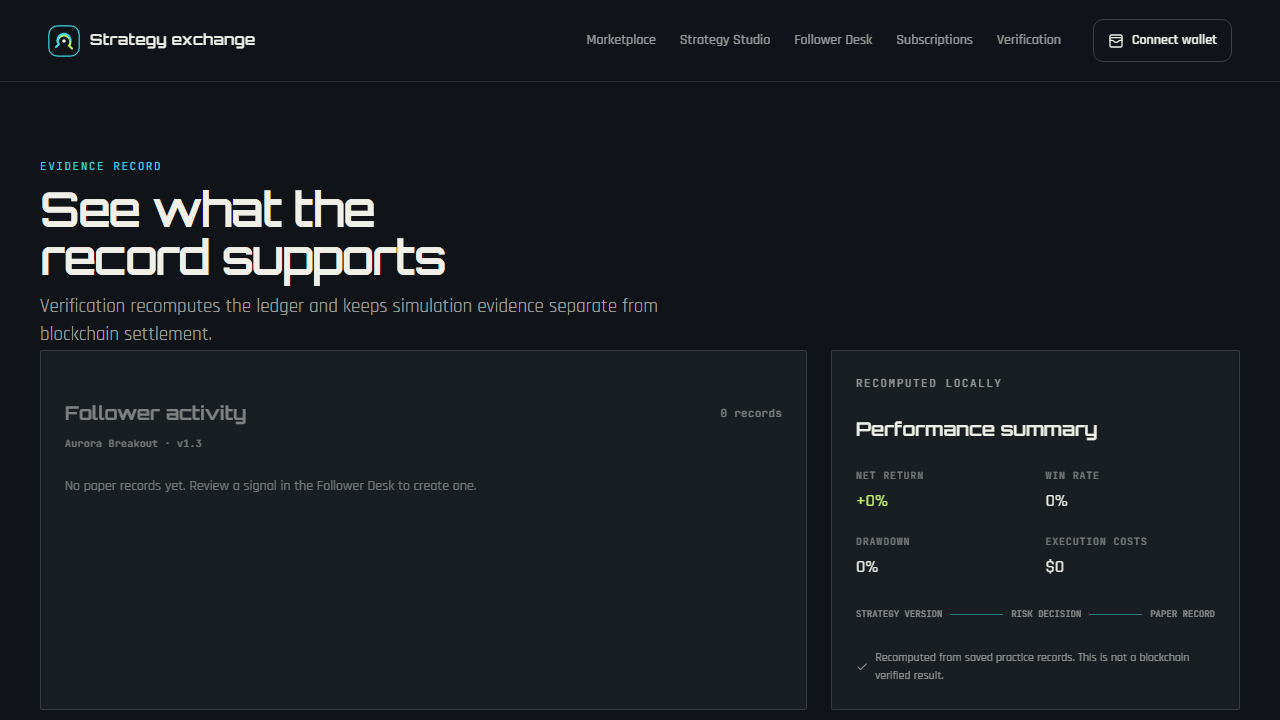 Strategy exchange
Marketplace
Strategy Studio
Follower Desk
Subscriptions
Verification
Connect wallet
EVIDENCE RECORD
See what the
record supports
Verification recomputes the ledger and keeps simulation evidence separate from
blockchain settlement.
Follower activity
0 records
Aurora Breakout · v1.3
No paper records yet. Review a signal in the Follower Desk to create one.
RECOMPUTED LOCALLY
Performance summary
NET RETURN
+0%
WIN RATE
0%
DRAWDOWN
0%
EXECUTION COSTS
$0
STRATEGY VERSION
RISK DECISION
PAPER RECORD
Recomputed from saved practice records. This is not a blockchain
verified result.